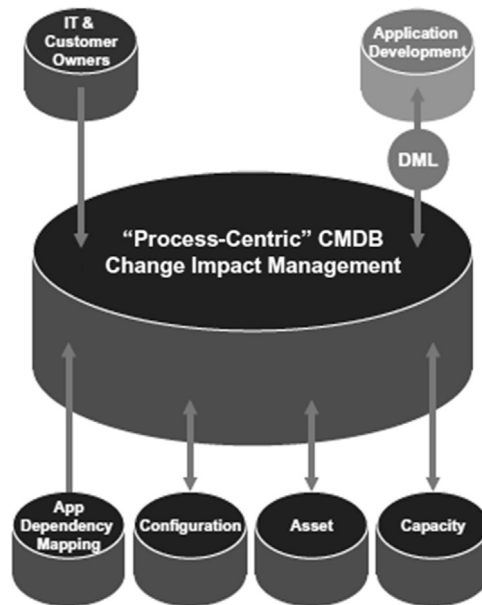 IT &
Customer
Owners
Application
Development
DML
“Process-Centric” CMDB
Change Impact Management
App
Dependency
Mapping
Configuration
Asset
Capacity